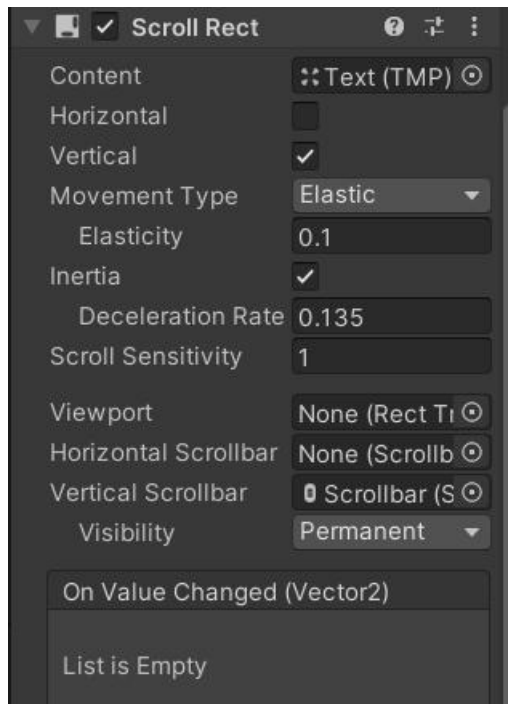 Scroll Rect
Content Text (TMP)
Horizontal
Vertical
Movement Type Elastic
Elasticity 0.1
Inertia
Deceleration Rate 0.135
Scroll Sensitivity 1
Viewport None (Rect Tr
Horizontal Scrollbar None (Scrollb
Vertical Scrollbar Scrollbar (S
Visibility Permanent
On Value Changed (Vector2)
List is Empty